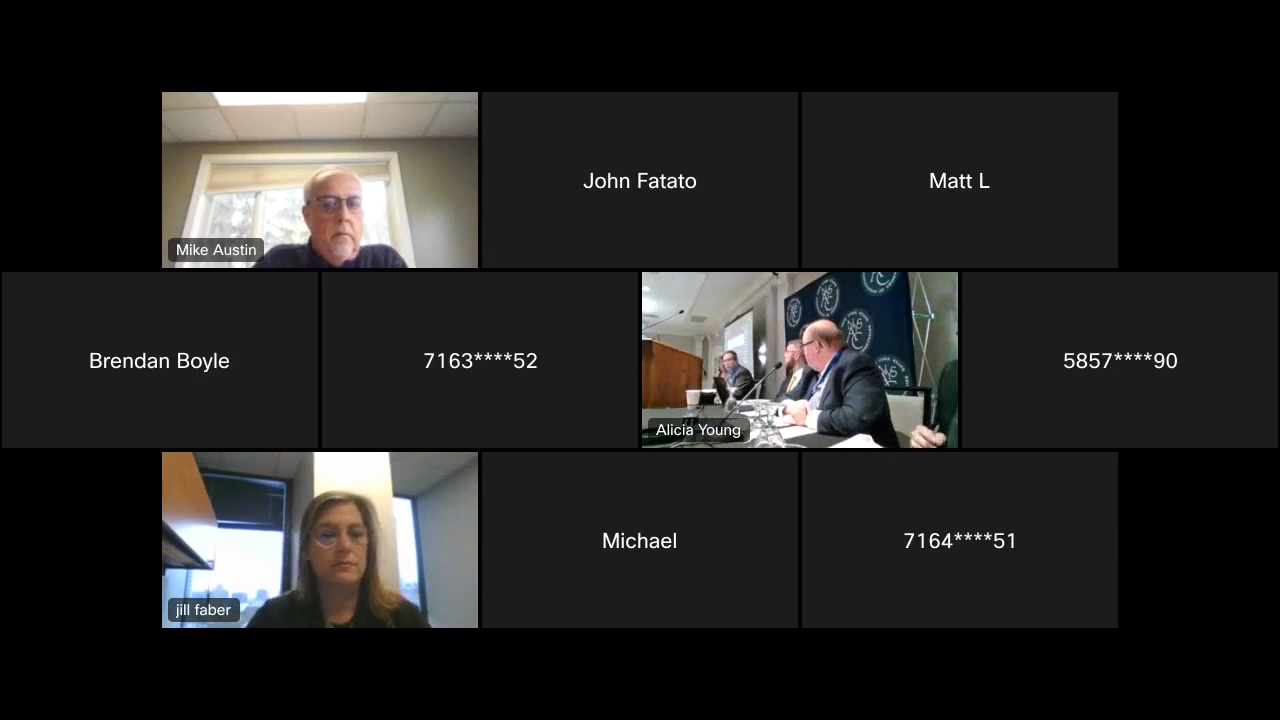 Mike Austin
John Fatato
Matt L
Brendan Boyle
7163****52
Alicia Young
5857****90
jill faber
Michael
7164****51